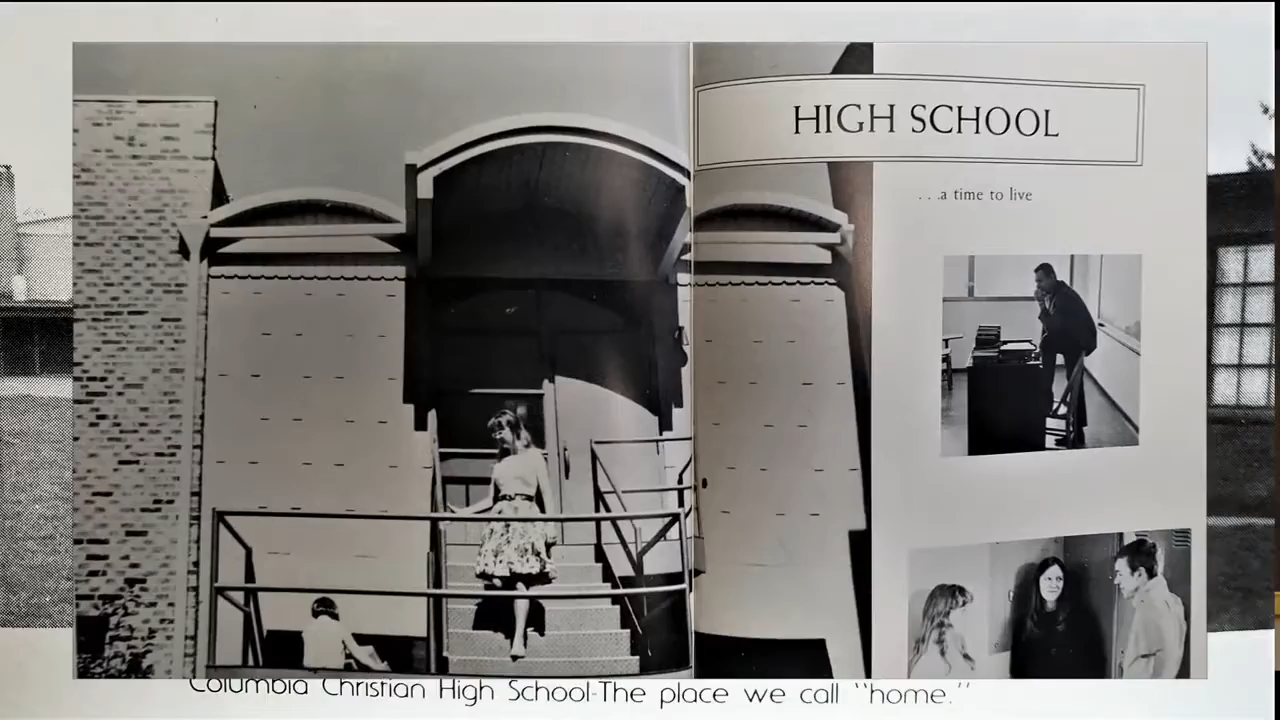 HIGH SCHOOL
. . .a time to live
Columbia Christian High School-The place we call "home."